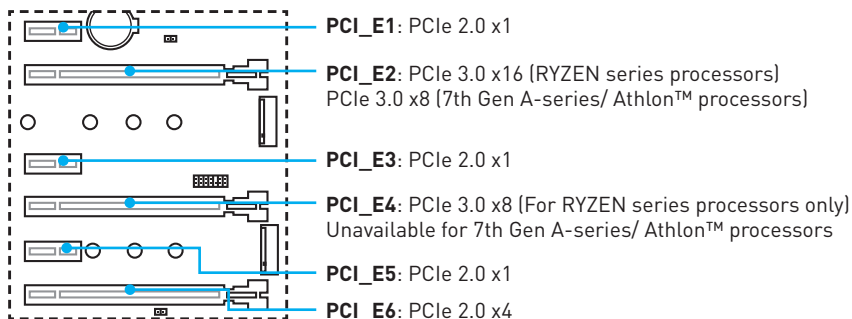 PCI_E1: PCIe 2.0 x1
PCI_E2: PCIe 3.0 x16 (RYZEN series processors)
PCIe 3.0 x8 (7th Gen A-series/ Athlon™ processors)
PCI_E3: PCIe 2.0 x1
PCI_E4: PCIe 3.0 x8 (For RYZEN series processors only)
Unavailable for 7th Gen A-series/ Athlon™ processors
PCI_E5: PCIe 2.0 x1
PCI_E6: PCIe 2.0 x4